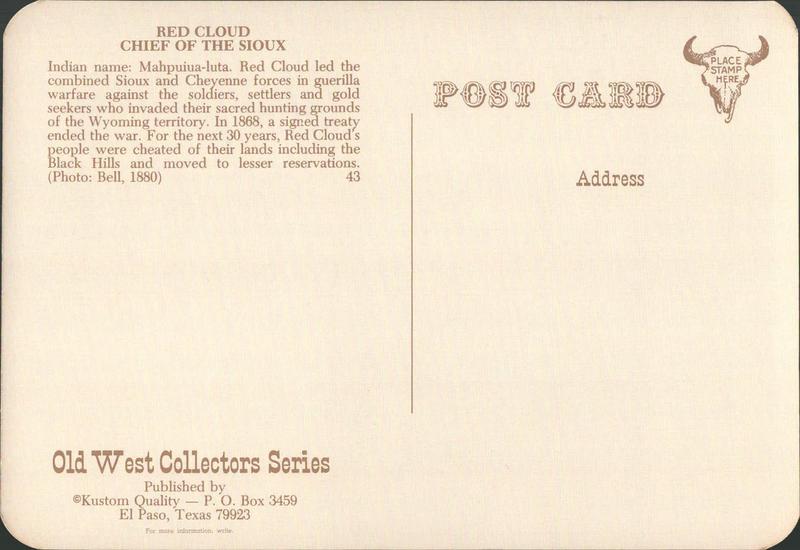 RED CLOUD
CHIEF OF THE SIOUX
Indian name: Mahpuiua-luta. Red Cloud led the
combined Sioux and Cheyenne forces in guerilla
warfare against the soldiers, settlers and gold
seekers who invaded their sacred hunting grounds
of the Wyoming territory. In 1868, a signed treaty
ended the war. For the next 30 years, Red Cloud's
people were cheated of their lands including the
Black Hills and moved to lesser reservations.
(Photo: Bell, 1880) 43
POST CARD
PLACE
STAMP
HERE
Address
Old West Collectors Series
Published by
©Kustom Quality — P. O. Box 3459
El Paso, Texas 79923
For more information, write.